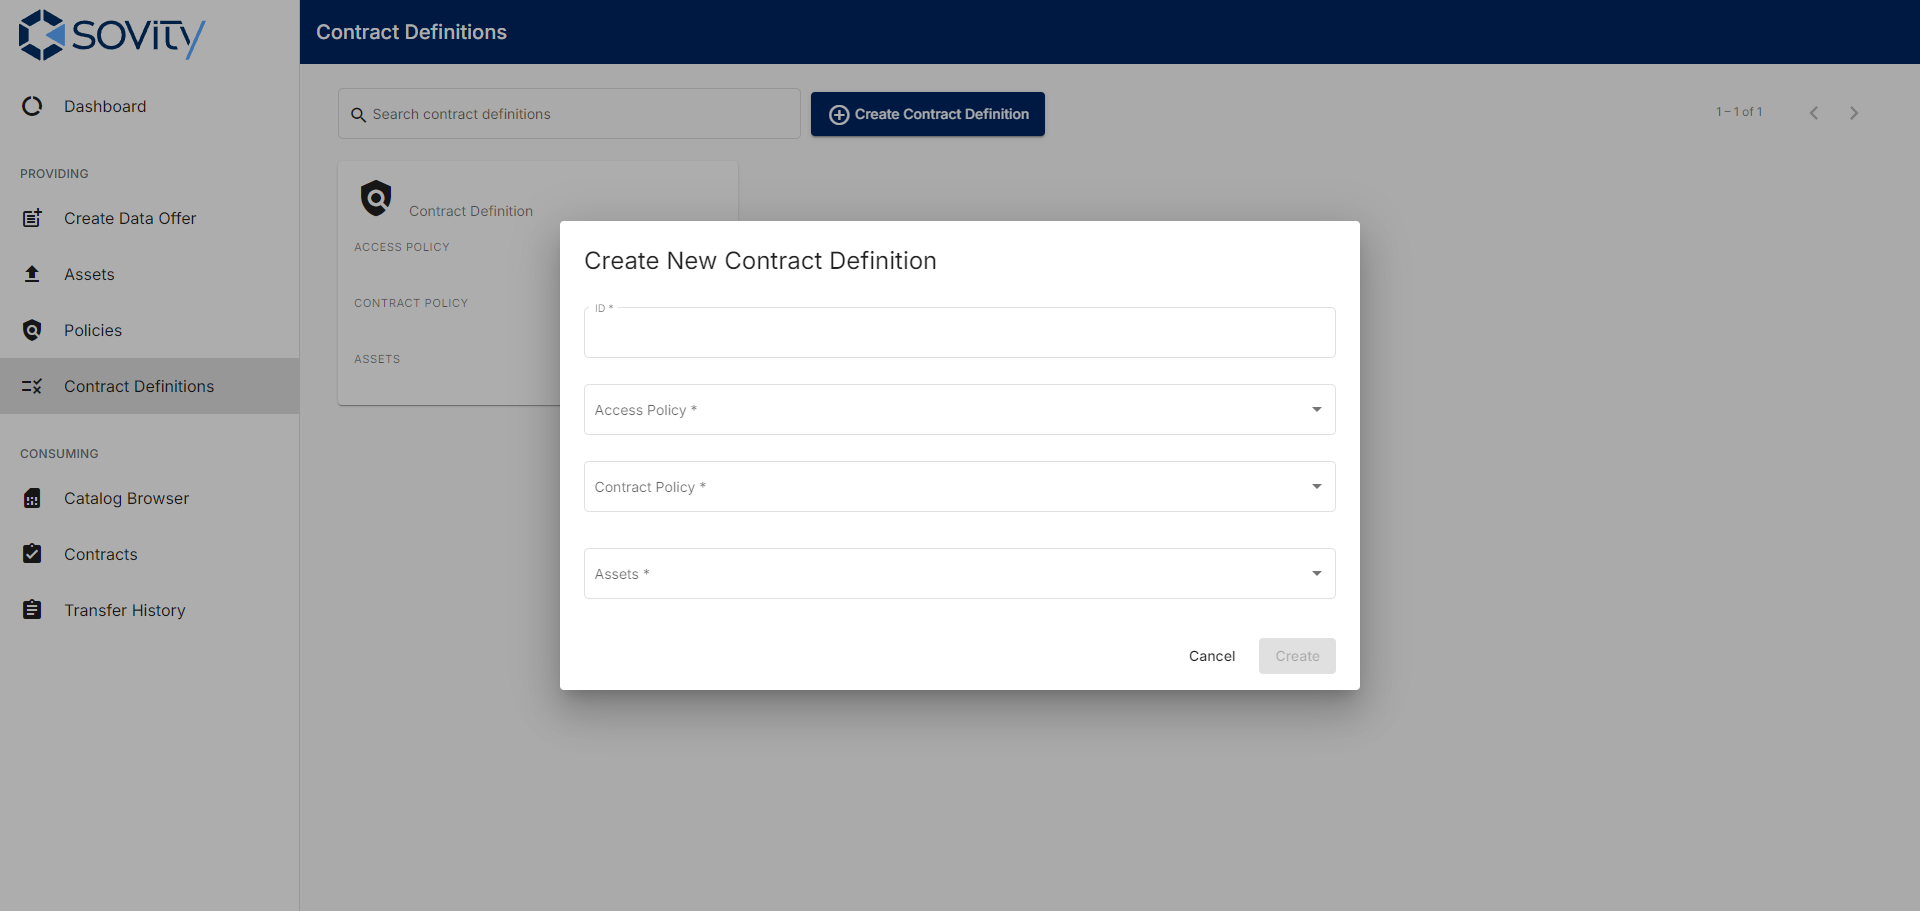 sovity
Dashboard
PROVIDING
Create Data Offer
Assets
Policies
Contract Definitions
CONSUMING
Catalog Browser
Contracts
Transfer History
Contract Definitions
Search contract definitions
Create Contract Definition
1 – 1 of 1
Contract Definition
ACCESS POLICY
CONTRACT POLICY
ASSETS
Create New Contract Definition
ID *
Access Policy *
Contract Policy *
Assets *
Cancel
Create